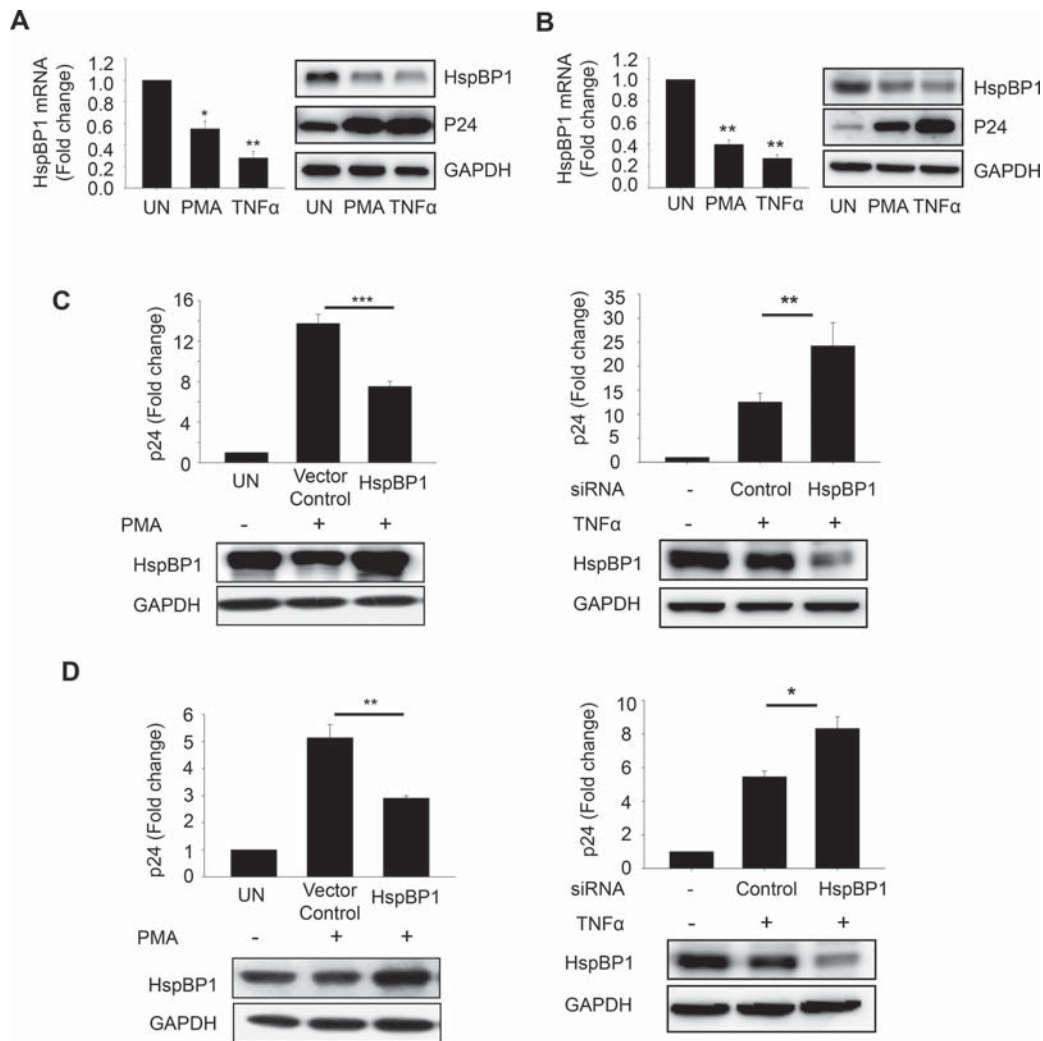 A
HspBP1 mRNA
(Fold change)
1.2
1.0
0.8
0.6
0.4
0.2
0.0
*
**
UN PMA TNFα
HspBP1
P24
GAPDH
UN PMA TNFα
B
HspBP1 mRNA
(Fold change)
1.2
1.0
0.8
0.6
0.4
0.2
0.0
**
**
UN PMA TNFα
HspBP1
P24
GAPDH
UN PMA TNFα
C
p24 (Fold change)
16
12
8
4
0
***
UN Vector HspBP1
Control
PMA - + +
HspBP1
GAPDH
p24 (Fold change)
35
30
25
20
15
10
5
0
**
siRNA - Control HspBP1
TNFα - + +
HspBP1
GAPDH
D
p24 (Fold change)
6
5
4
3
2
1
0
**
UN Vector HspBP1
Control
PMA - + +
HspBP1
GAPDH
p24 (Fold change)
10
8
6
4
2
0
*
siRNA - Control HspBP1
TNFα - + +
HspBP1
GAPDH